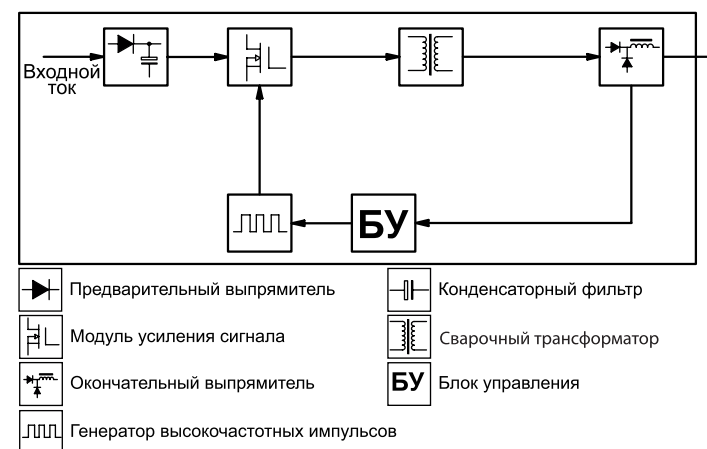 Входной
ток
БУ
Предварительный выпрямитель
Конденсаторный фильтр
Модуль усиления сигнала
Сварочный трансформатор
Окончательный выпрямитель
БУ Блок управления
Генератор высокочастотных импульсов